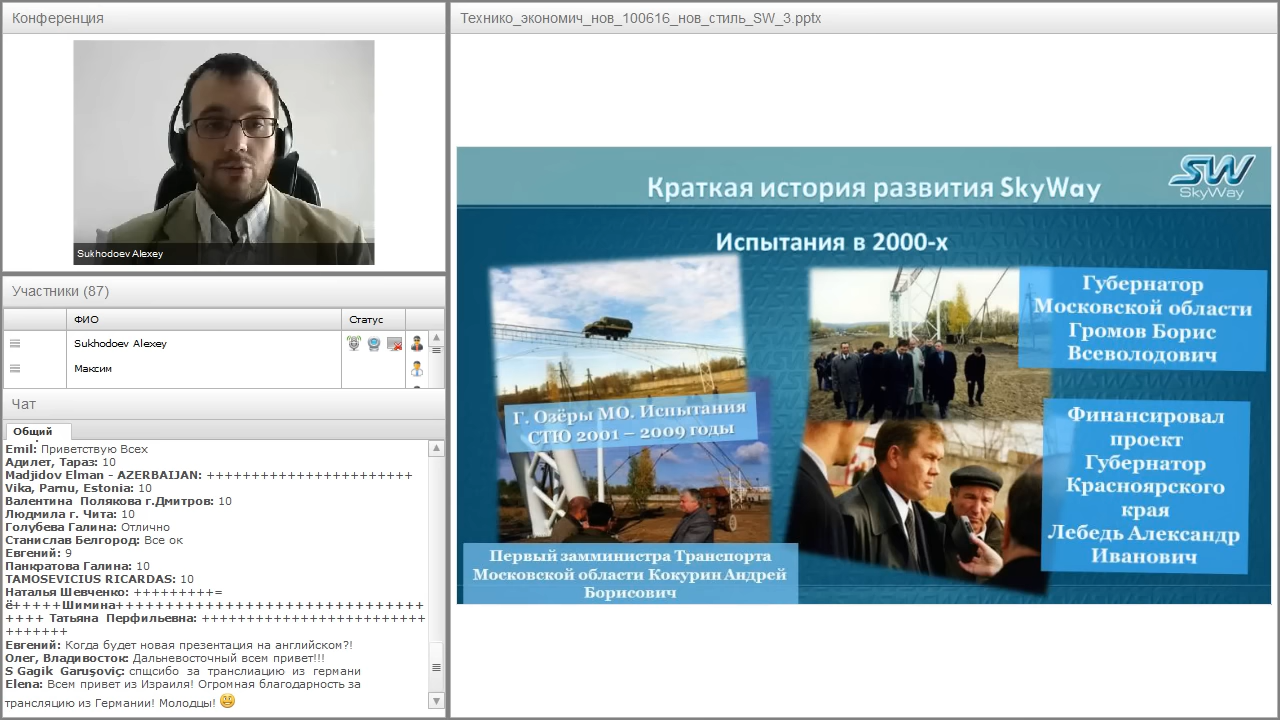 Конференция
Sukhodoev Alexey
Участники (87)
ФИО
Статус
Sukhodoev Alexey
Максим
Чат
Общий
Emil: Приветствую Всех
Адилет, Тараз: 10
Madjidov Elman - AZERBAIJAN: +++++++++++++++++++++++
Vika, Parnu, Estonia: 10
Валентина Полякова г.Дмитров: 10
Людмила г. Чита: 10
Голубева Галина: Отлично
Станислав Белгород: Все ок
Евгений: 9
Панкратова Галина: 10
TAMOSEVICIUS RICARDAS: 10
Наталья Шевченко: +++++++++=
ё+++++Шимина+++++++++++++++++++++++++++++++++
++++ Татьяна Перфильевна: +++++++++++++++++++++++++
+++++++
Евгений: Когда будет новая презентация на английском?!
Олег, Владивосток: Дальневосточный всем привет!!!
S Gagik Garuşoviç: спщсибо за транслиацию из германи
Elena: Всем привет из Израиля! Огромная благодарность за
трансляцию из Германии! Молодцы!
Технико_экономич_нов_100616_нов_стиль_SW_3.pptx
Краткая история развития SkyWay
SW
SkyWay
Испытания в 2000-х
Г. Озёры МО. Испытания
СТЮ 2001 – 2009 годы
Первый замминистра Транспорта
Московской области Кокурин Андрей
Борисович
Губернатор
Московской области
Громов Борис
Всеволодович
Финансировал
проект
Губернатор
Красноярского
края
Лебедь Александр
Иванович